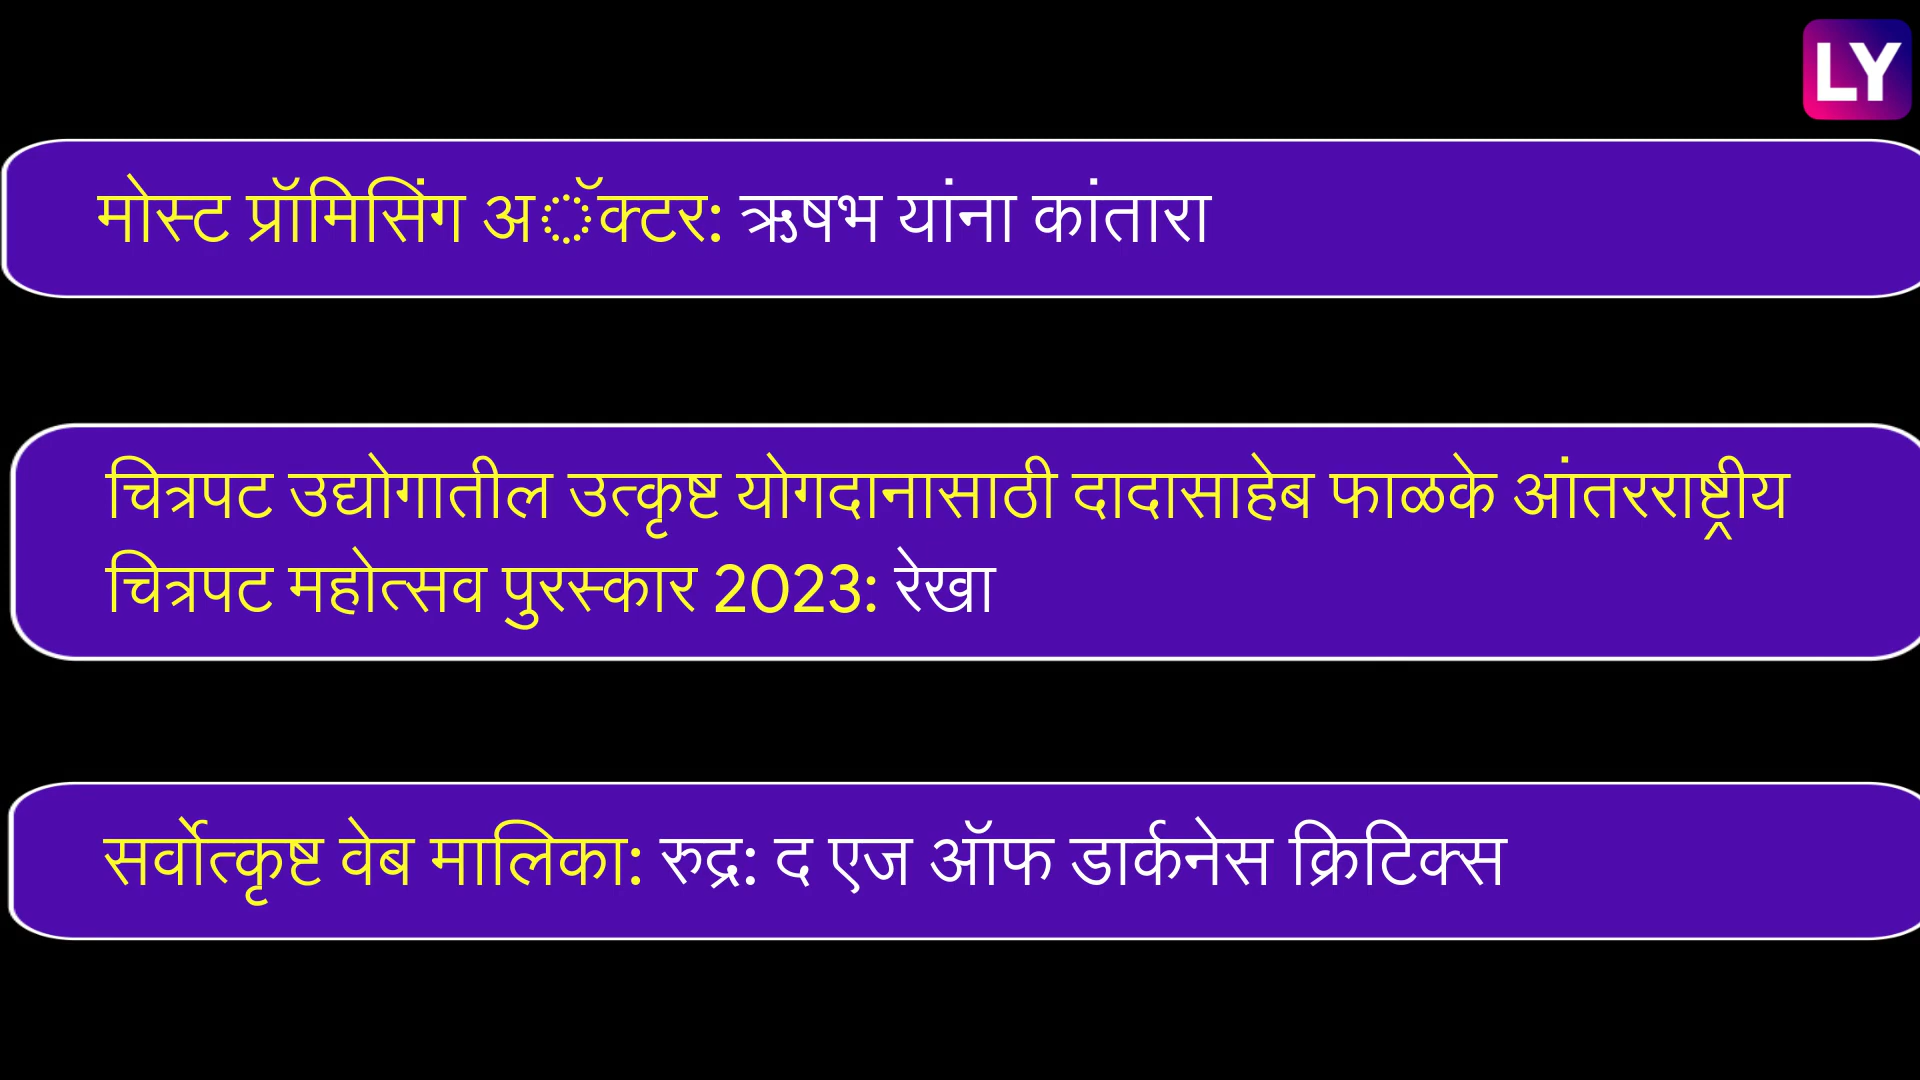 LY
मोस्ट प्रॉमिसिंग अॅक्टर: ऋषभ यांना कांतारा
चित्रपट उद्योगातील उत्कृष्ट योगदानासाठी दादासाहेब फाळके आंतरराष्ट्रीय
चित्रपट महोत्सव पुरस्कार 2023: रेखा
सर्वोत्कृष्ट वेब मालिका: रुद्र: द एज ऑफ डार्कनेस क्रिटिक्स